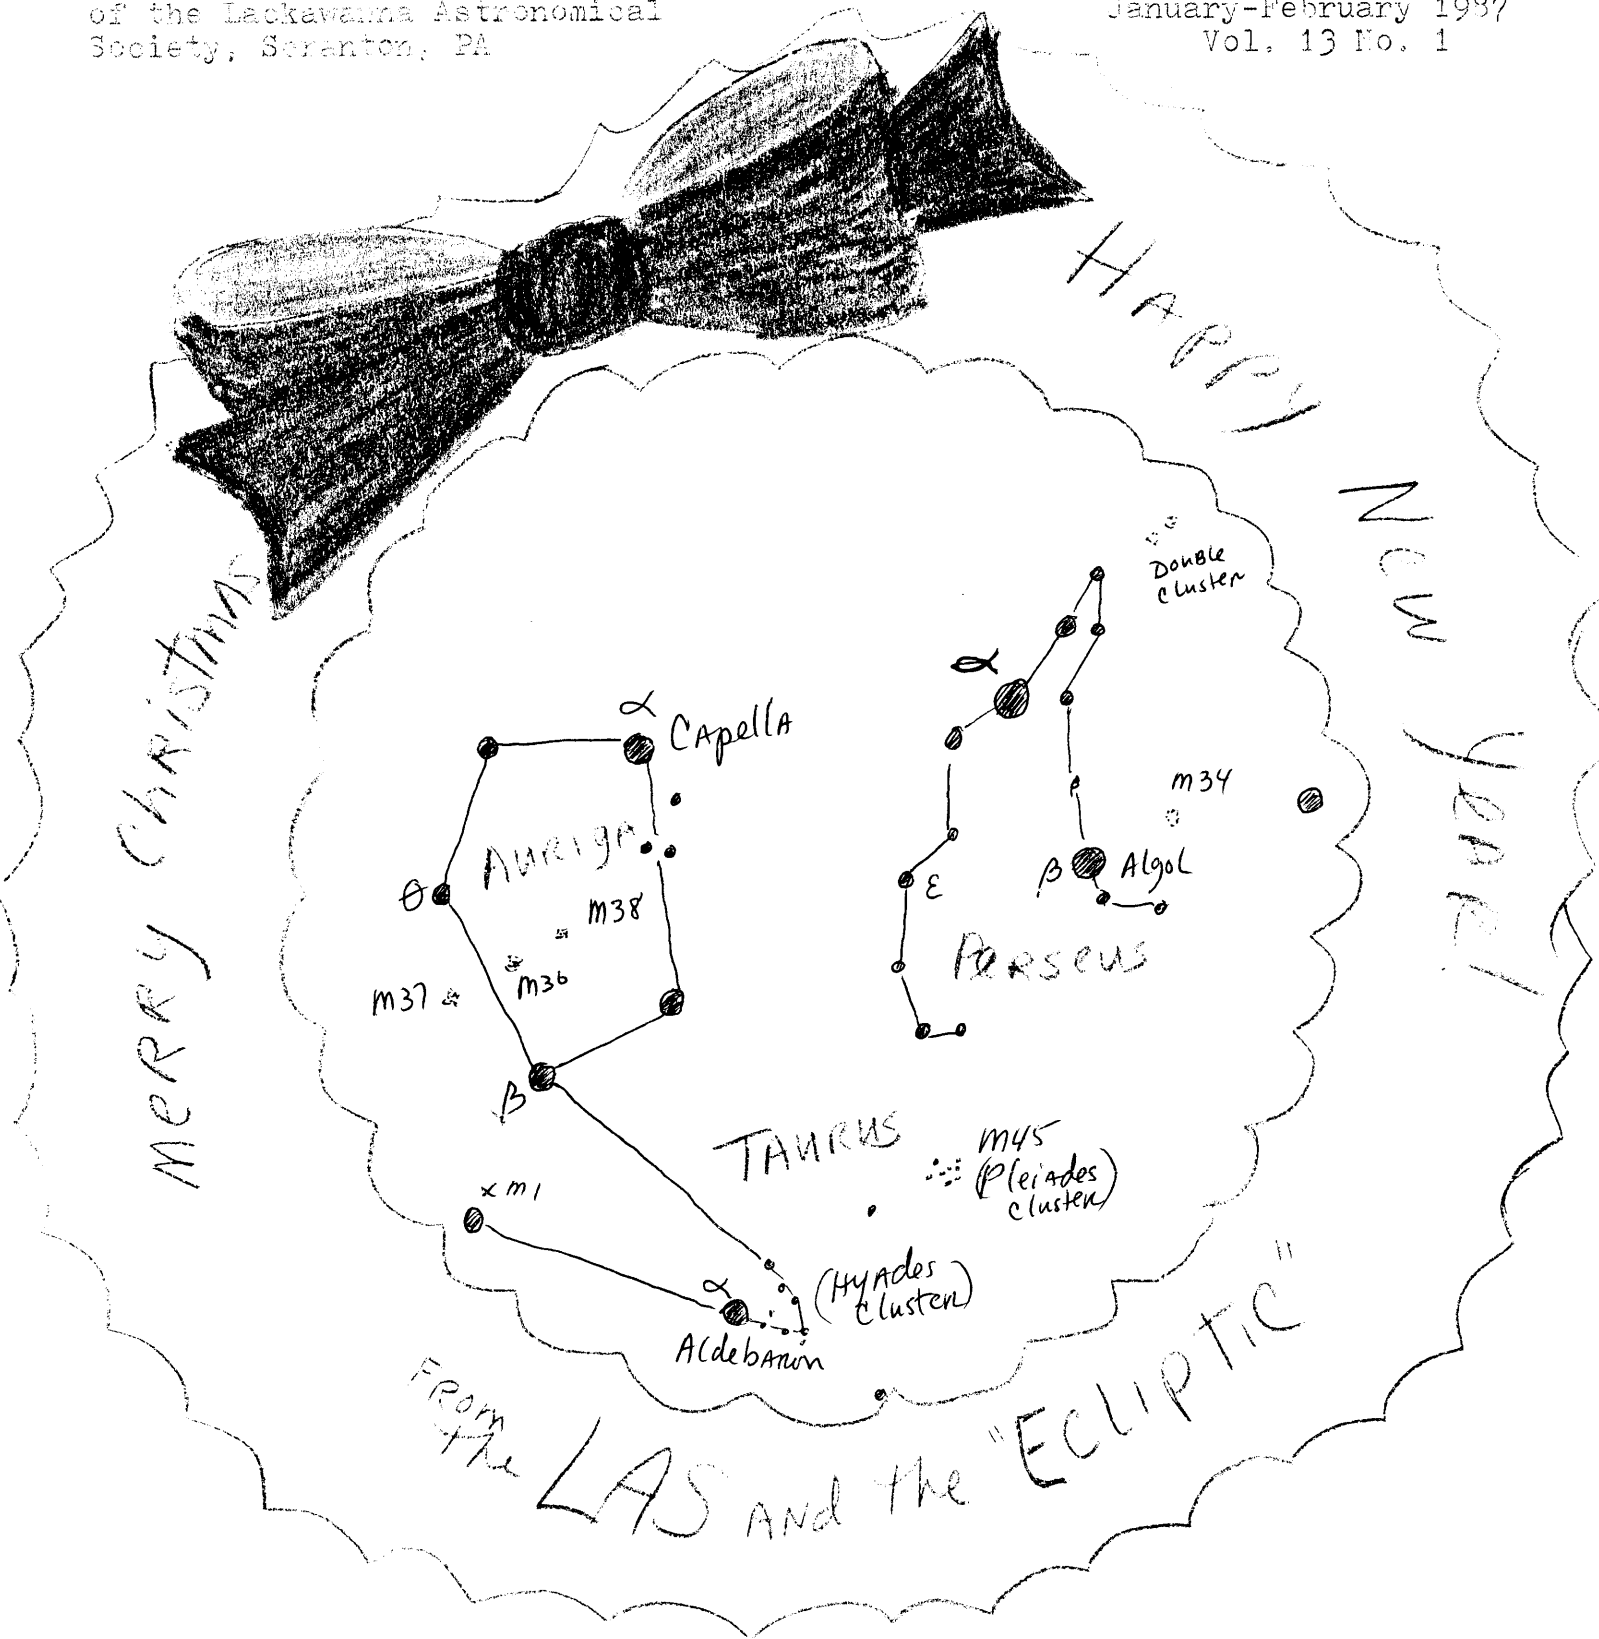 of the Lackawanna Astronomical
Society, Scranton, PA
January-February 1987
Vol. 13 No. 1
Merry Christmas
Happy New Year!
Double
Cluster
α
α
Capella
Auriga
θ
M38
M36
M37
β
M34
β Algol
ε
Perseus
Taurus
M45
(Pleiades
Cluster)
x M1
α
Aldebaron
(Hyades
Cluster)
From
the LAS and the "Ecliptic"